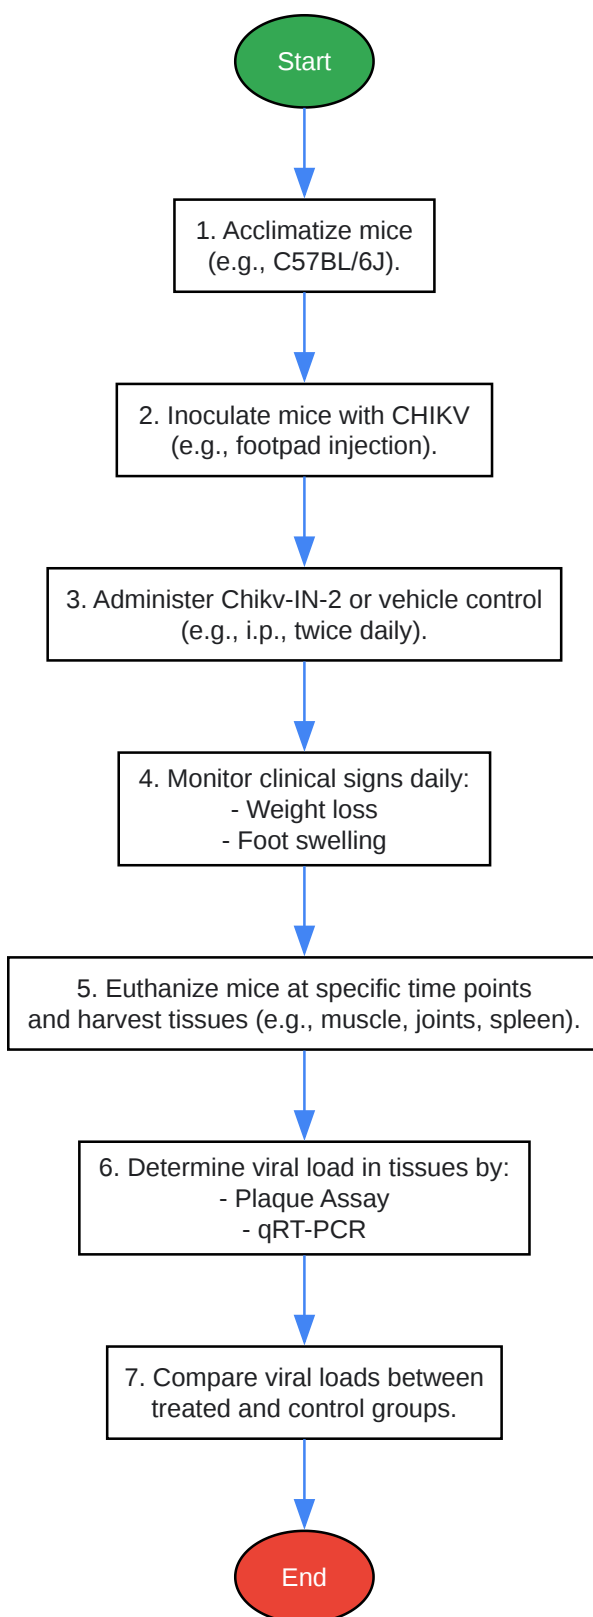 Start
1. Acclimatize mice
(e.g., C57BL/6J).
2. Inoculate mice with CHIKV
(e.g., footpad injection).
3. Administer Chikv-IN-2 or vehicle control
(e.g., i.p., twice daily).
4. Monitor clinical signs daily:
- Weight loss
- Foot swelling
5. Euthanize mice at specific time points
and harvest tissues (e.g., muscle, joints, spleen).
6. Determine viral load in tissues by:
- Plaque Assay
- qRT-PCR
7. Compare viral loads between
treated and control groups.
End